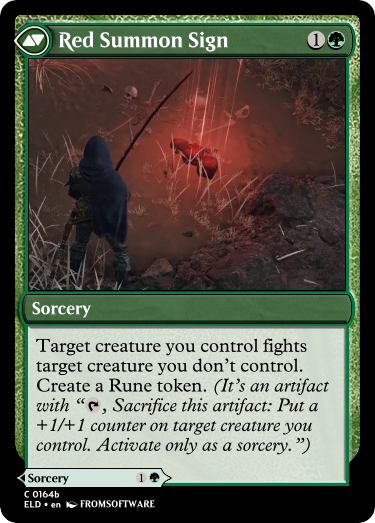 Red Summon Sign 1
Sorcery
Target creature you control fights
target creature you don’t control.
Create a Rune token. (It’s an artifact
with “, Sacrifice this artifact: Put a
+1/+1 counter on target creature you
control. Activate only as a sorcery.”)
Sorcery 1
C 0164b
ELD • en FROMSOFTWARE